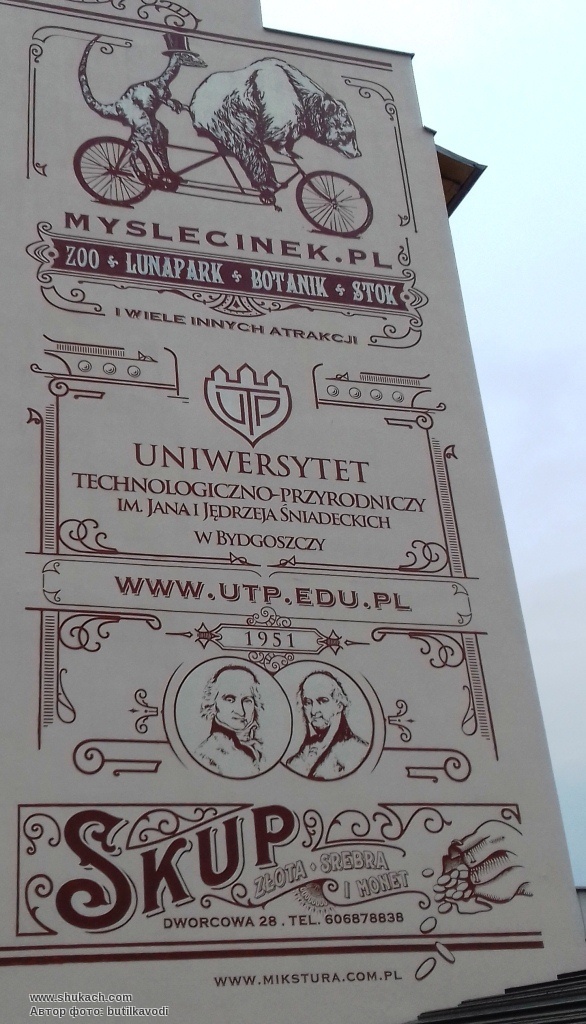 MYSLECINEK.PL
ZOO + LUNAPARK + BOTANIK + STOK
I WIELE INNYCH ATRAKCJI
UTP
UNIWERSYTET
TECHNOLOGICZNO-PRZYRODNICZY
IM. JANA I JĘDRZEJA ŚNIADECKICH
W BYDGOSZCZY
WWW.UTP.EDU.PL
1951
SKUP
ZŁOTA · SREBRA
I MONET
DWORCOWA 28 . TEL. 606878838
WWW.MIKSTURA.COM.PL
www.shukach.com
Автор фото: butilkavodi